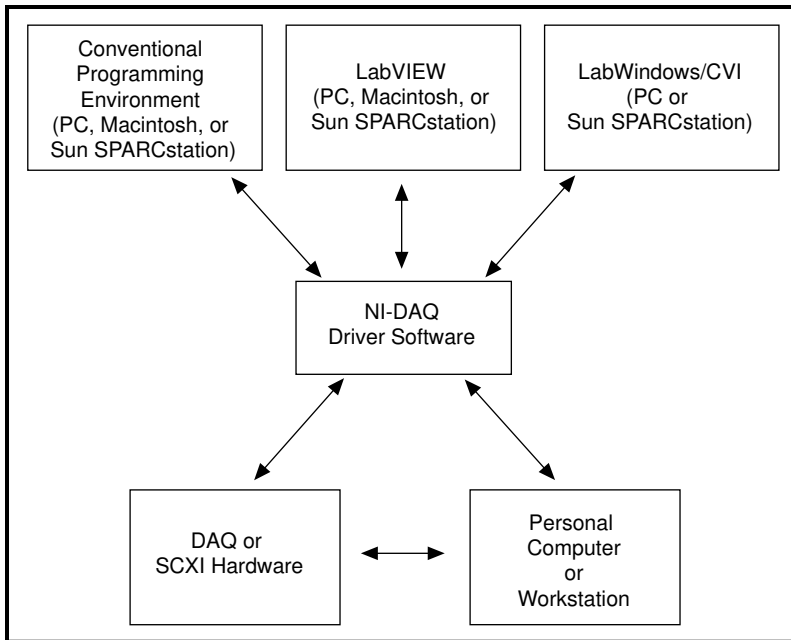 Conventional
Programming
Environment
(PC, Macintosh, or
Sun SPARCstation)
LabVIEW
(PC, Macintosh, or
Sun SPARCstation)
LabWindows/CVI
(PC or
Sun SPARCstation)
NI-DAQ
Driver Software
DAQ or
SCXI Hardware
Personal
Computer
or
Workstation